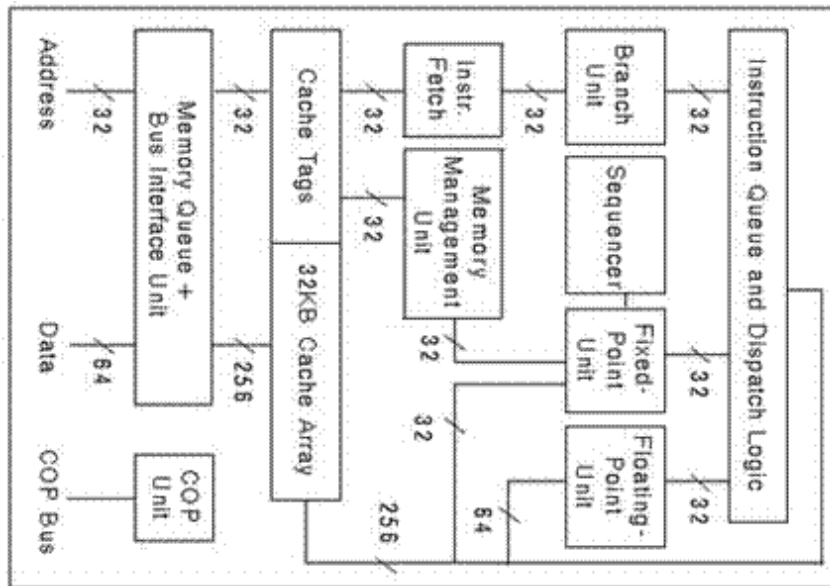 Instruction Queue and Dispatch Logic
32
32
32
Branch
Unit
Sequencer
Fixed-
Point
Unit
Floating-
Point
Unit
32
Instr.
Fetch
Memory
Management
Unit
32
32
64
32
32
256
Cache Tags
32KB Cache Array
32
256
Memory Queue +
Bus Interface Unit
COP
Unit
32
64
Address
Data
COP Bus